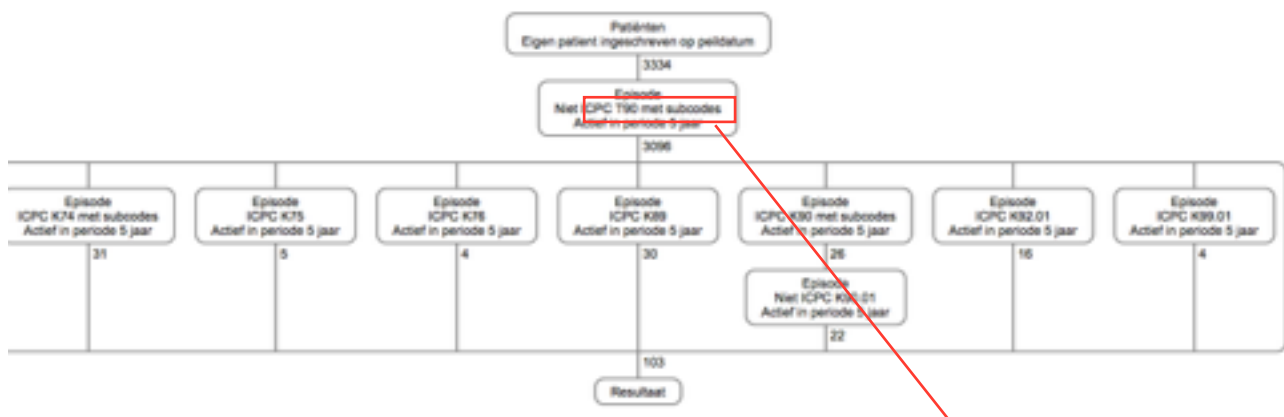 Patiënten
Eigen patient ingeschreven op peildatum
3334
Episode
Niet ICPC T90 met subcodes
Actief in periode 5 jaar
3096
Episode
ICPC K74 met subcodes
Actief in periode 5 jaar
31
Episode
ICPC K75
Actief in periode 5 jaar
5
Episode
ICPC K76
Actief in periode 5 jaar
4
Episode
ICPC K89
Actief in periode 5 jaar
30
Episode
ICPC K90 met subcodes
Actief in periode 5 jaar
26
Episode
Niet ICPC K90.01
Actief in periode 5 jaar
22
Episode
ICPC K92.01
Actief in periode 5 jaar
16
Episode
ICPC K99.01
Actief in periode 5 jaar
4
103
Resultaat